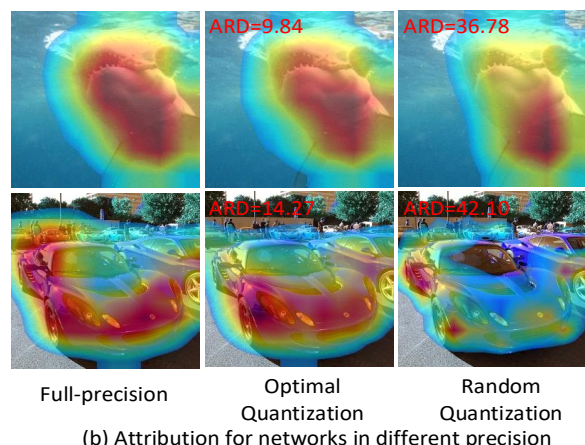 ARD=9.84
ARD=36.78
ARD=14.27
ARD=42.10
Full-precision
Optimal
Quantization
Random
Quantization
(b) Attribution for networks in different precision